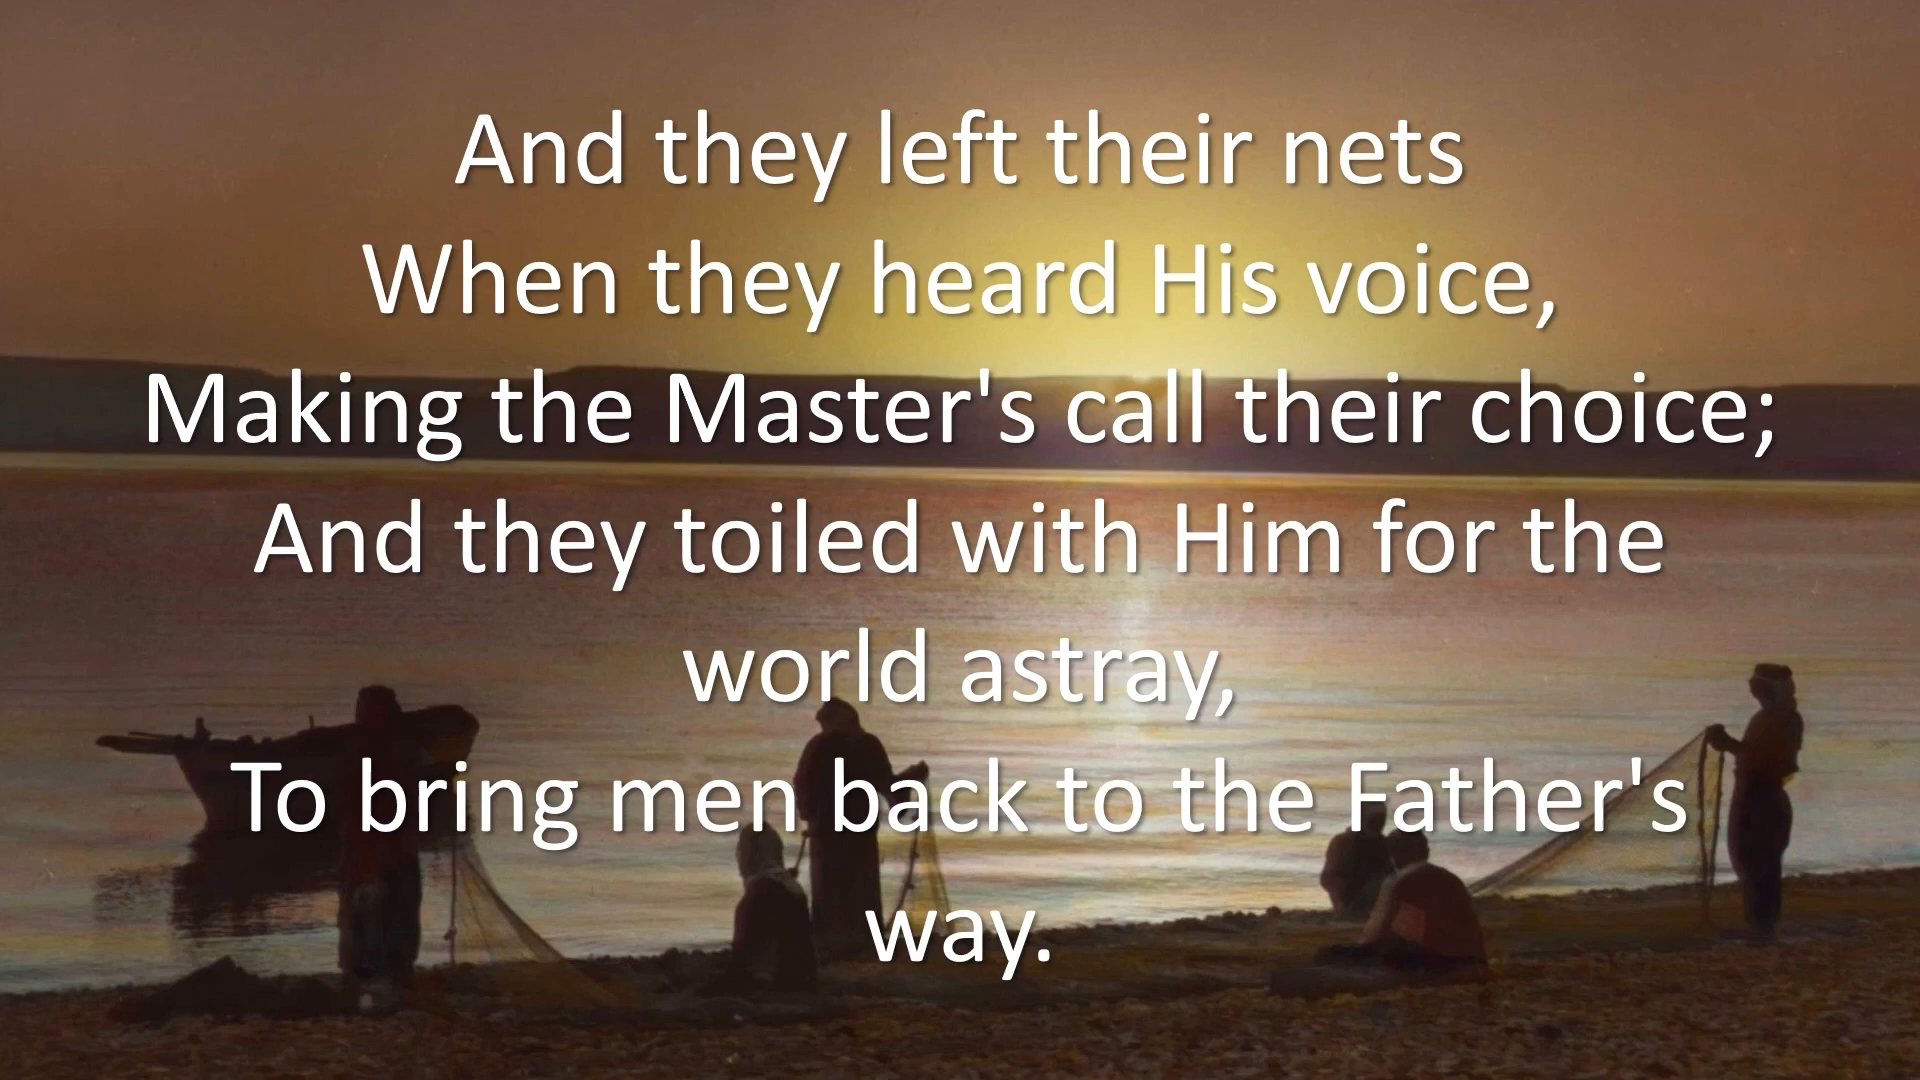 And they left their nets
When they heard His voice,
Making the Master's call their choice;
And they toiled with Him for the
world astray,
To bring men back to the Father's
way.